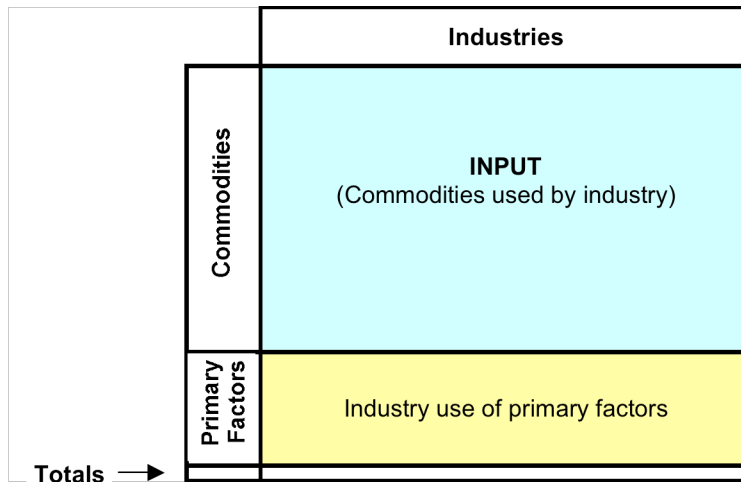 Industries
Commodities
INPUT
(Commodities used by industry)
Primary
Factors
Industry use of primary factors
Totals